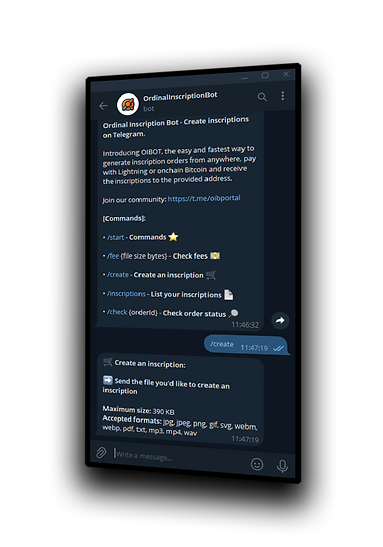 OrdinalInscriptionBot
bot
Ordinal Inscription Bot - Create inscriptions
on Telegram.
Introducing OIBOT, the easy and fastest way to
generate inscription orders from anywhere, pay
with Lightning or onchain Bitcoin and receive
the inscriptions to the provided address.
Join our community: https://t.me/oibportal
[Commands]:
• /start - Commands ⭐
• /fee {file size bytes} - Check fees 💴
• /create - Create an inscription 🛒
• /inscriptions - List your inscriptions 📄
• /check {orderId} - Check order status 🔎
11:46:32
/create 11:47:19
🛒 Create an inscription:
➡️ Send the file you'd like to create an
inscription
Maximum size: 390 KB
Accepted formats: jpg, jpeg, png, gif, svg, webm,
webp, pdf, txt, mp3, mp4, wav
11:47:19
Write a message...